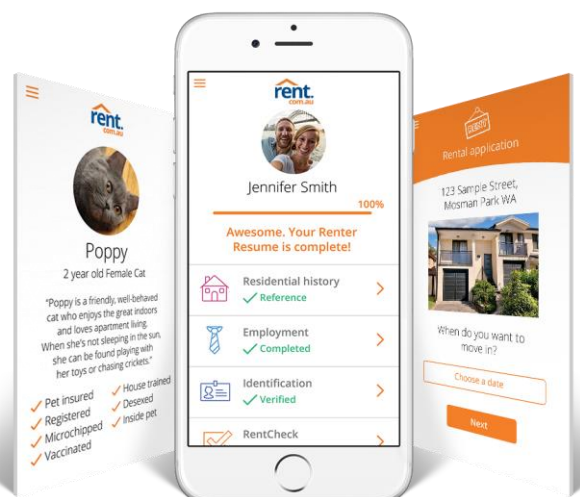 rent.
com.au
Poppy
2 year old Female Cat
"Poppy is a friendly, well-behaved
cat who enjoys the great indoors
and loves apartment living.
When she's not sleeping in the sun,
she can be found playing with
her toys or chasing crickets."
Pet insured
Registered
Microchipped
Vaccinated
House trained
Desexed
Inside pet
rent.
com.au
Jennifer Smith
100%
Awesome. Your Renter
Resume is complete!
Residential history
Reference
Employment
Completed
Identification
Verified
RentCheck
Rental application
123 Sample Street,
Mosman Park WA
When do you want to
move in?
Choose a date
Next